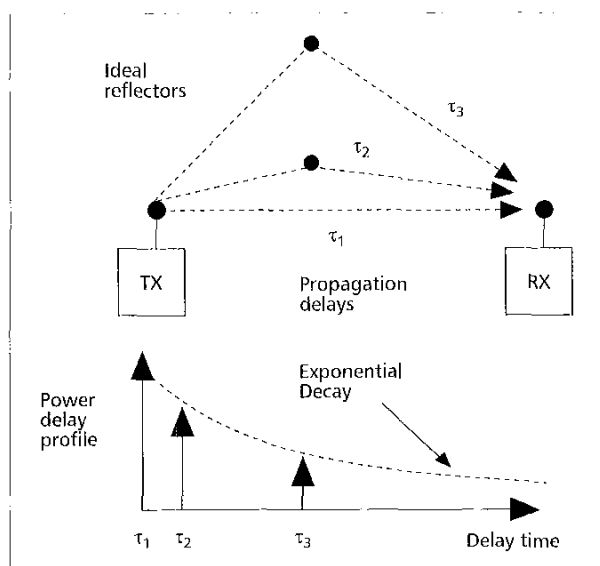 Ideal
reflectors
τ3
τ2
τ1
TX
Propagation
delays
RX
Exponential
Decay
Power
delay
profile
τ1 τ2 τ3 Delay time